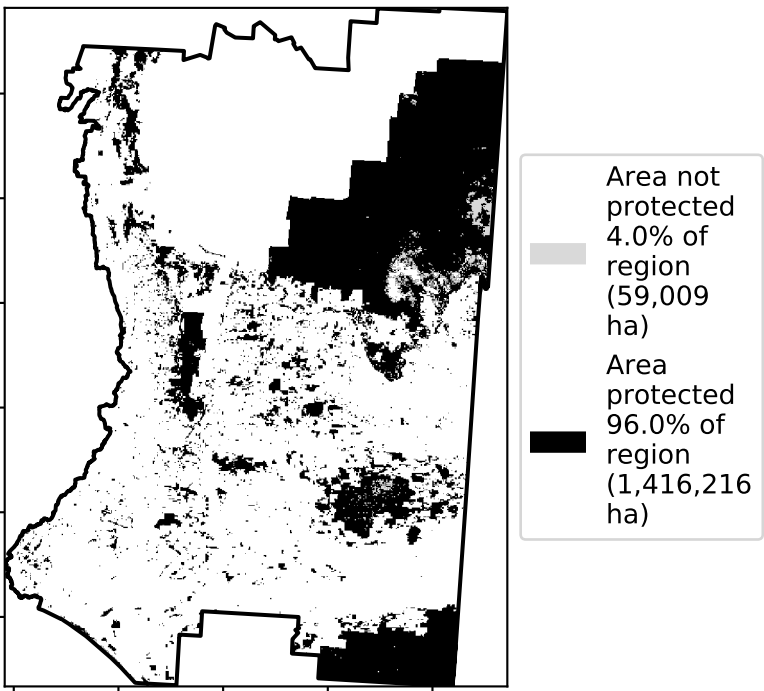 Area not
protected
4.0% of
region
(59,009
ha)
Area
protected
96.0% of
region
(1,416,216
ha)